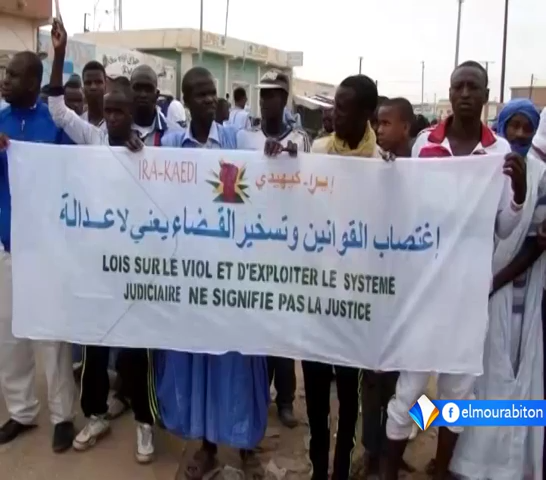 IRA-KAEDI إيرا-كيهيدي
إغتصاب القوانين وتسخير القضاء يعني لاعدالة
LOIS SUR LE VIOL ET D'EXPLOITER LE SYSTEME
JUDICIAIRE NE SIGNIFIE PAS LA JUSTICE
elmourabiton